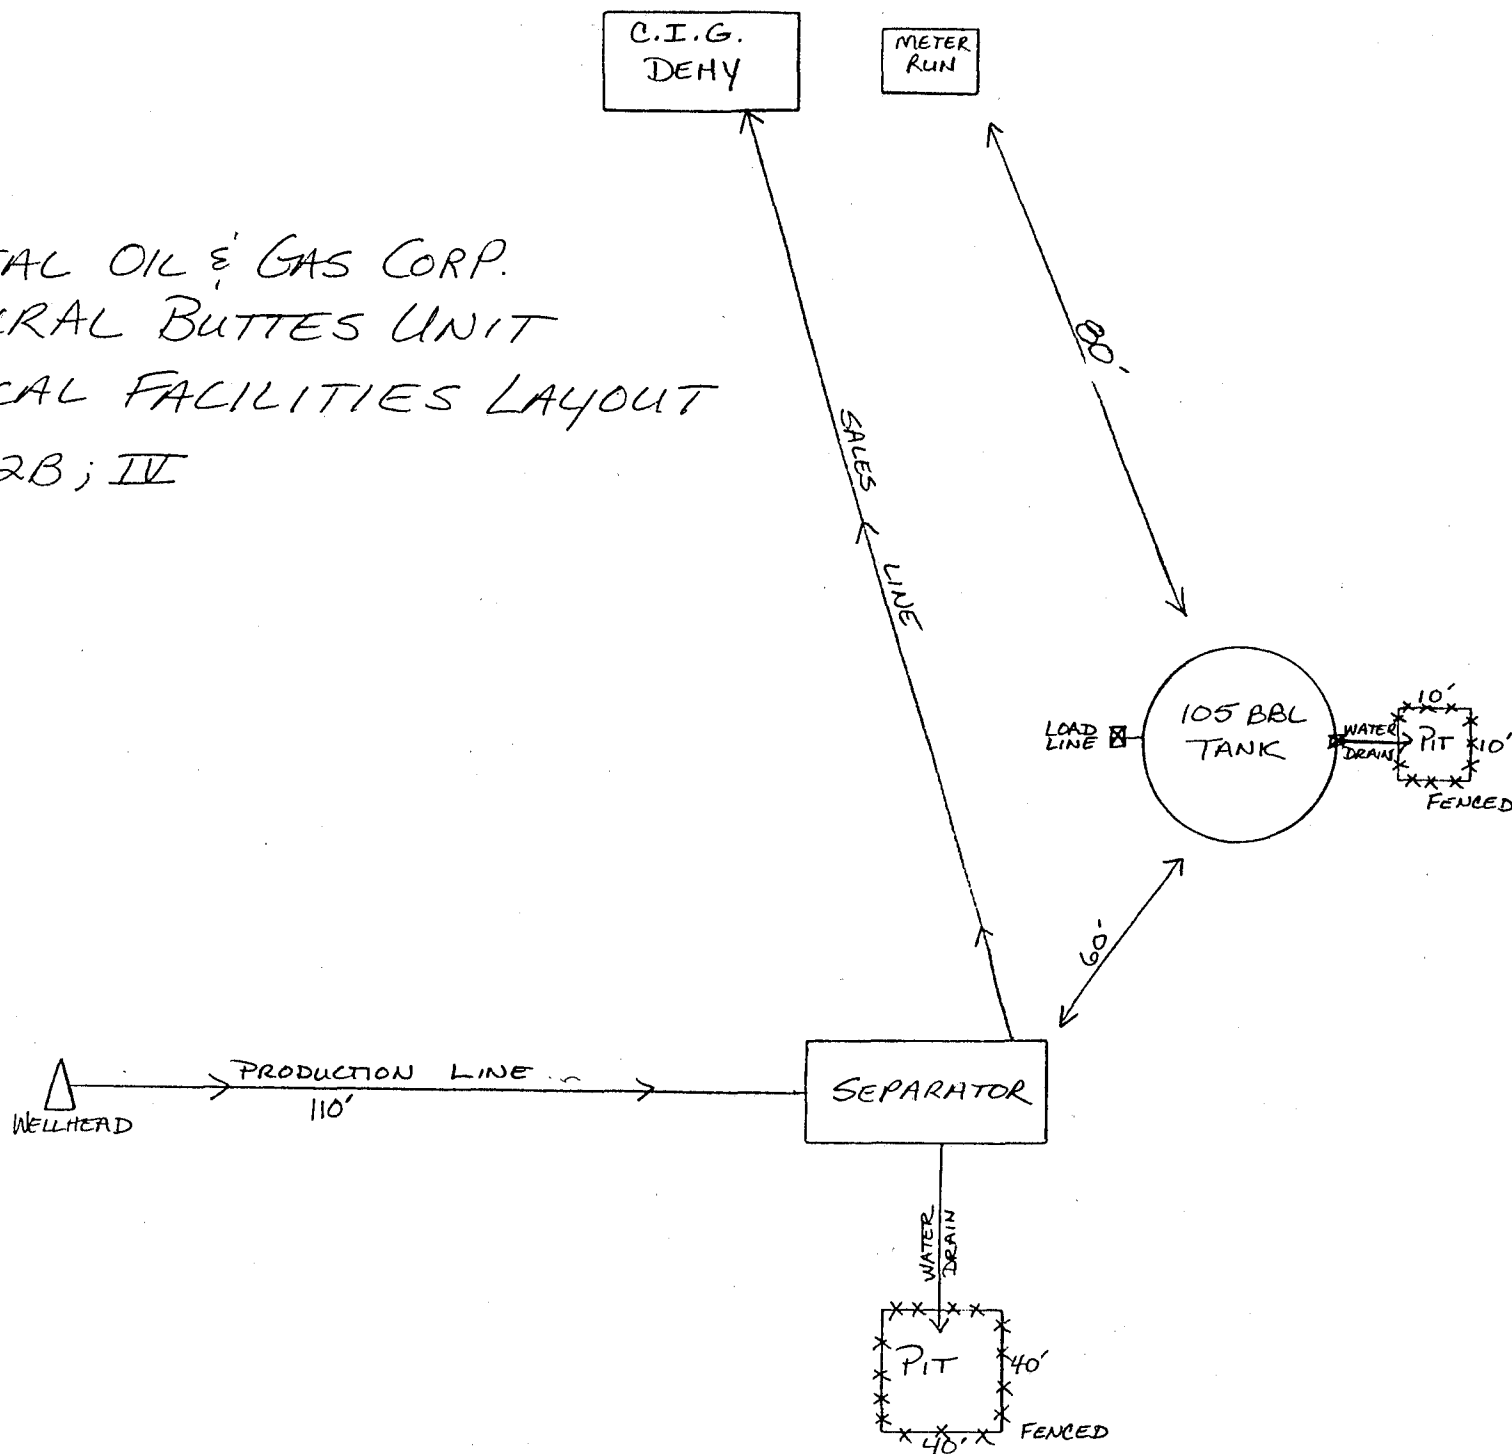 C.I.G.
DEHY
METER
RUN
TAL OIL & GAS CORP.
RAL BUTTES UNIT
CAL FACILITIES LAYOUT
2B; IV
80'
SALES LINE
LOAD
LINE
105 BBL
TANK
WATER
DRAIN
10'
PIT
10'
FENCED
60'
PRODUCTION LINE
110'
WELLHEAD
SEPARATOR
WATER
DRAIN
PIT
40'
40'
FENCED